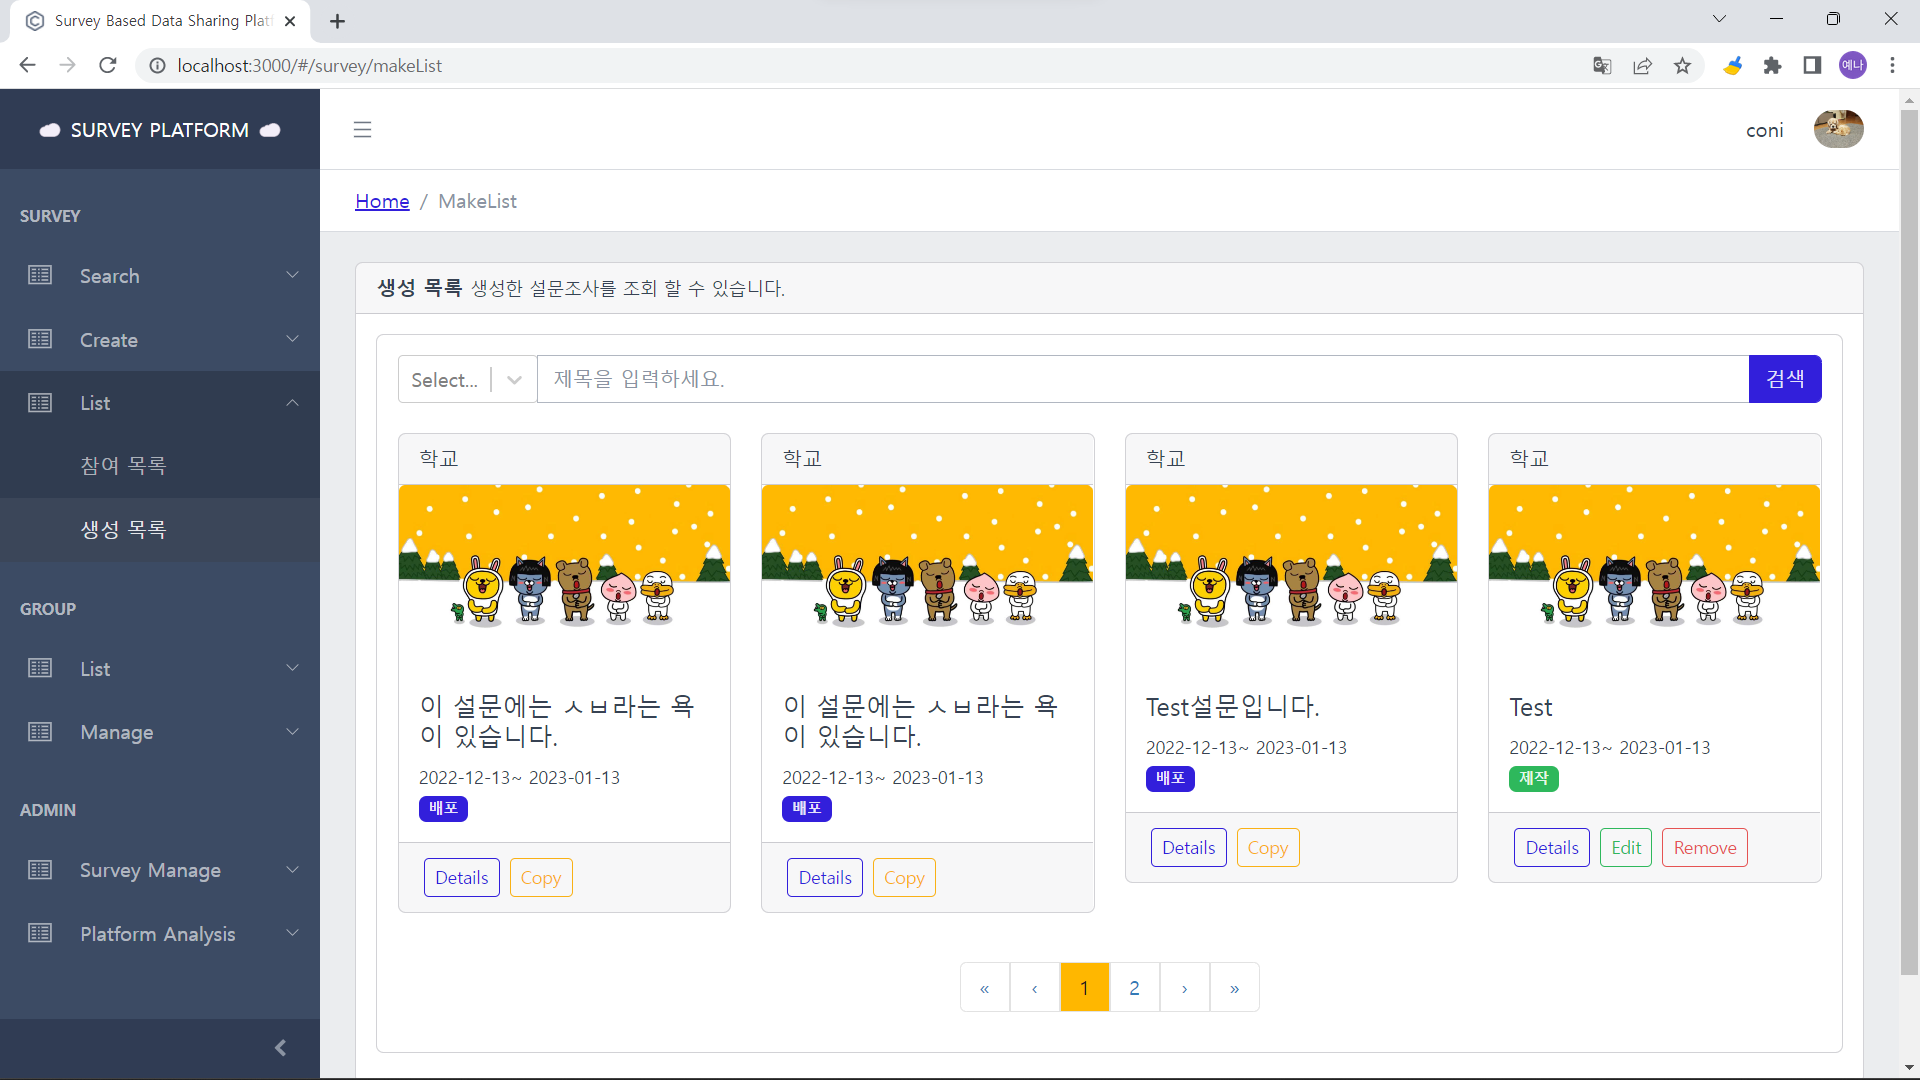 Survey Based Data Sharing Plat
localhost:3000/#/survey/makeList
예나
SURVEY PLATFORM
coni
Home / MakeList
SURVEY
Search
Create
List
참여 목록
생성 목록
GROUP
List
Manage
ADMIN
Survey Manage
Platform Analysis
생성 목록 생성한 설문조사를 조회 할 수 있습니다.
Select... 제목을 입력하세요. 검색
학교
이 설문에는 ㅅㅂ라는 욕
이 있습니다.
2022-12-13~ 2023-01-13
배포
Details Copy
학교
이 설문에는 ㅅㅂ라는 욕
이 있습니다.
2022-12-13~ 2023-01-13
배포
Details Copy
학교
Test설문입니다.
2022-12-13~ 2023-01-13
배포
Details Copy
학교
Test
2022-12-13~ 2023-01-13
제작
Details Edit Remove
« ‹ 1 2 › »